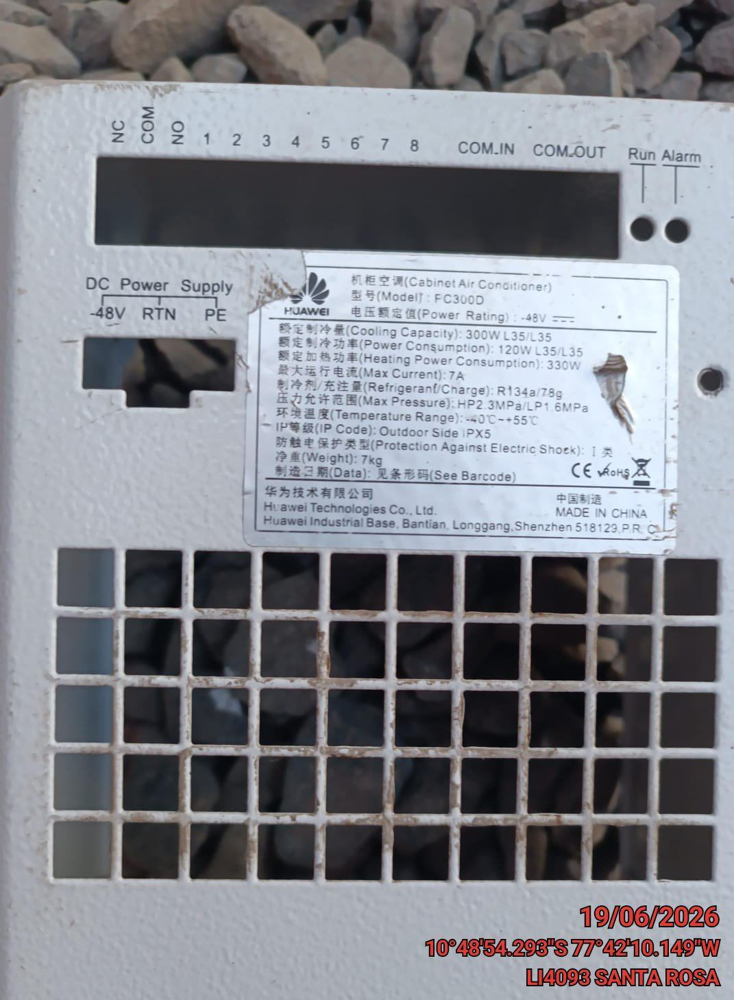 NC COM NO 1 2 3 4 5 6 7 8 COM_IN COM_OUT Run Alarm
DC Power Supply
-48V RTN PE
HUAWEI
机柜空调(Cabinet Air Conditioner)
型号(Model) : FC300D
电压额定值(Power Rating) : -48V
额定制冷量(Cooling Capacity): 300W L35/L35
额定制冷功率(Power Consumption): 120W L35/L35
额定加热功率(Heating Power Consumption): 330W
最大运行电流(Max Current): 7A
制冷剂/充注量(Refrigerant/Charge): R134a/78g
压力允许范围(Max Pressure): HP2.3MPa/LP1.6MPa
环境温度(Temperature Range): -40℃~+55℃
IP等级(IP Code): Outdoor Side IPX5
防触电保护类型(Protection Against Electric Shock): I 类
净重(Weight): 7kg
制造日期(Data): 见条形码(See Barcode)
CE RoHS
华为技术有限公司
Huawei Technologies Co., Ltd.
中国制造
MADE IN CHINA
Huawei Industrial Base, Bantian, Longgang, Shenzhen 518129, P.R. C
19/06/2026
10°48'54.293"S 77°42'10.149"W
LI4093 SANTA ROSA